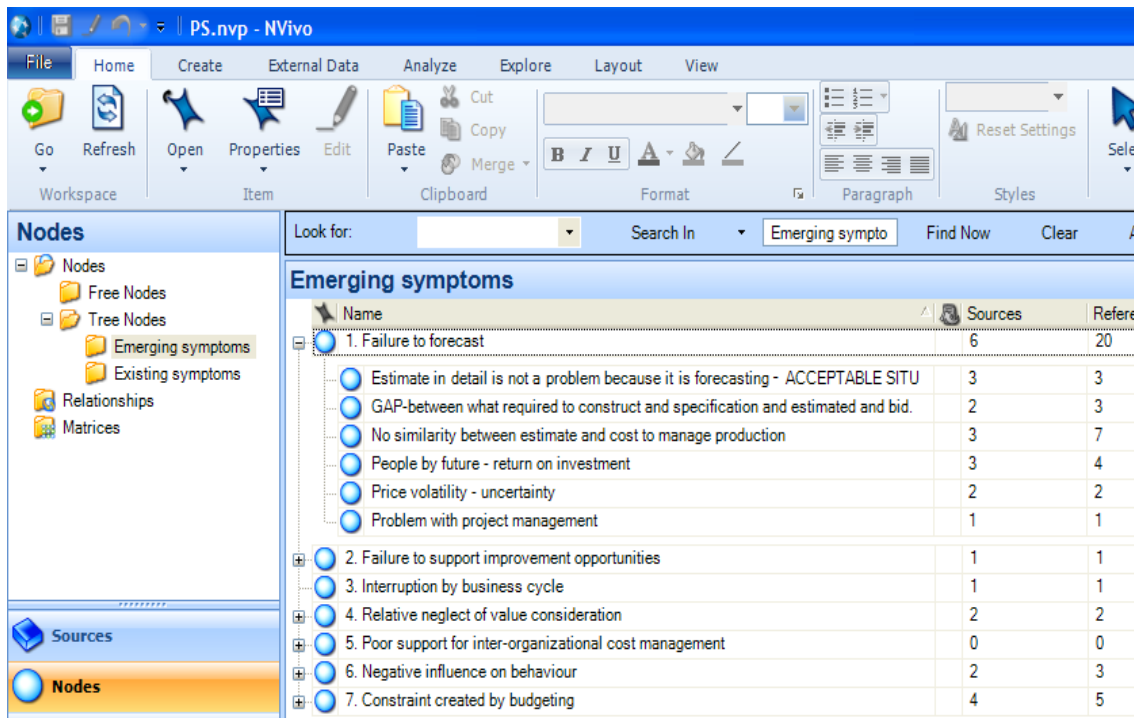 PS.nvp - NVivo
File Home Create External Data Analyze Explore Layout View
Go Refresh Open Properties Edit Paste Cut Copy Merge B I U A Reset Settings Sele
Workspace Item Clipboard Format Paragraph Styles
Nodes Look for: Search In Emerging sympto Find Now Clear A
Nodes
Free Nodes
Tree Nodes
Emerging symptoms
Existing symptoms
Relationships
Matrices
Sources
Nodes
Emerging symptoms
Name Sources Refere
1. Failure to forecast 6 20
Estimate in detail is not a problem because it is forecasting - ACCEPTABLE SITU 3 3
GAP-between what required to construct and specification and estimated and bid. 2 3
No similarity between estimate and cost to manage production 3 7
People by future - return on investment 3 4
Price volatility - uncertainty 2 2
Problem with project management 1 1
2. Failure to support improvement opportunities 1 1
3. Interruption by business cycle 1 1
4. Relative neglect of value consideration 2 2
5. Poor support for inter-organizational cost management 0 0
6. Negative influence on behaviour 2 3
7. Constraint created by budgeting 4 5